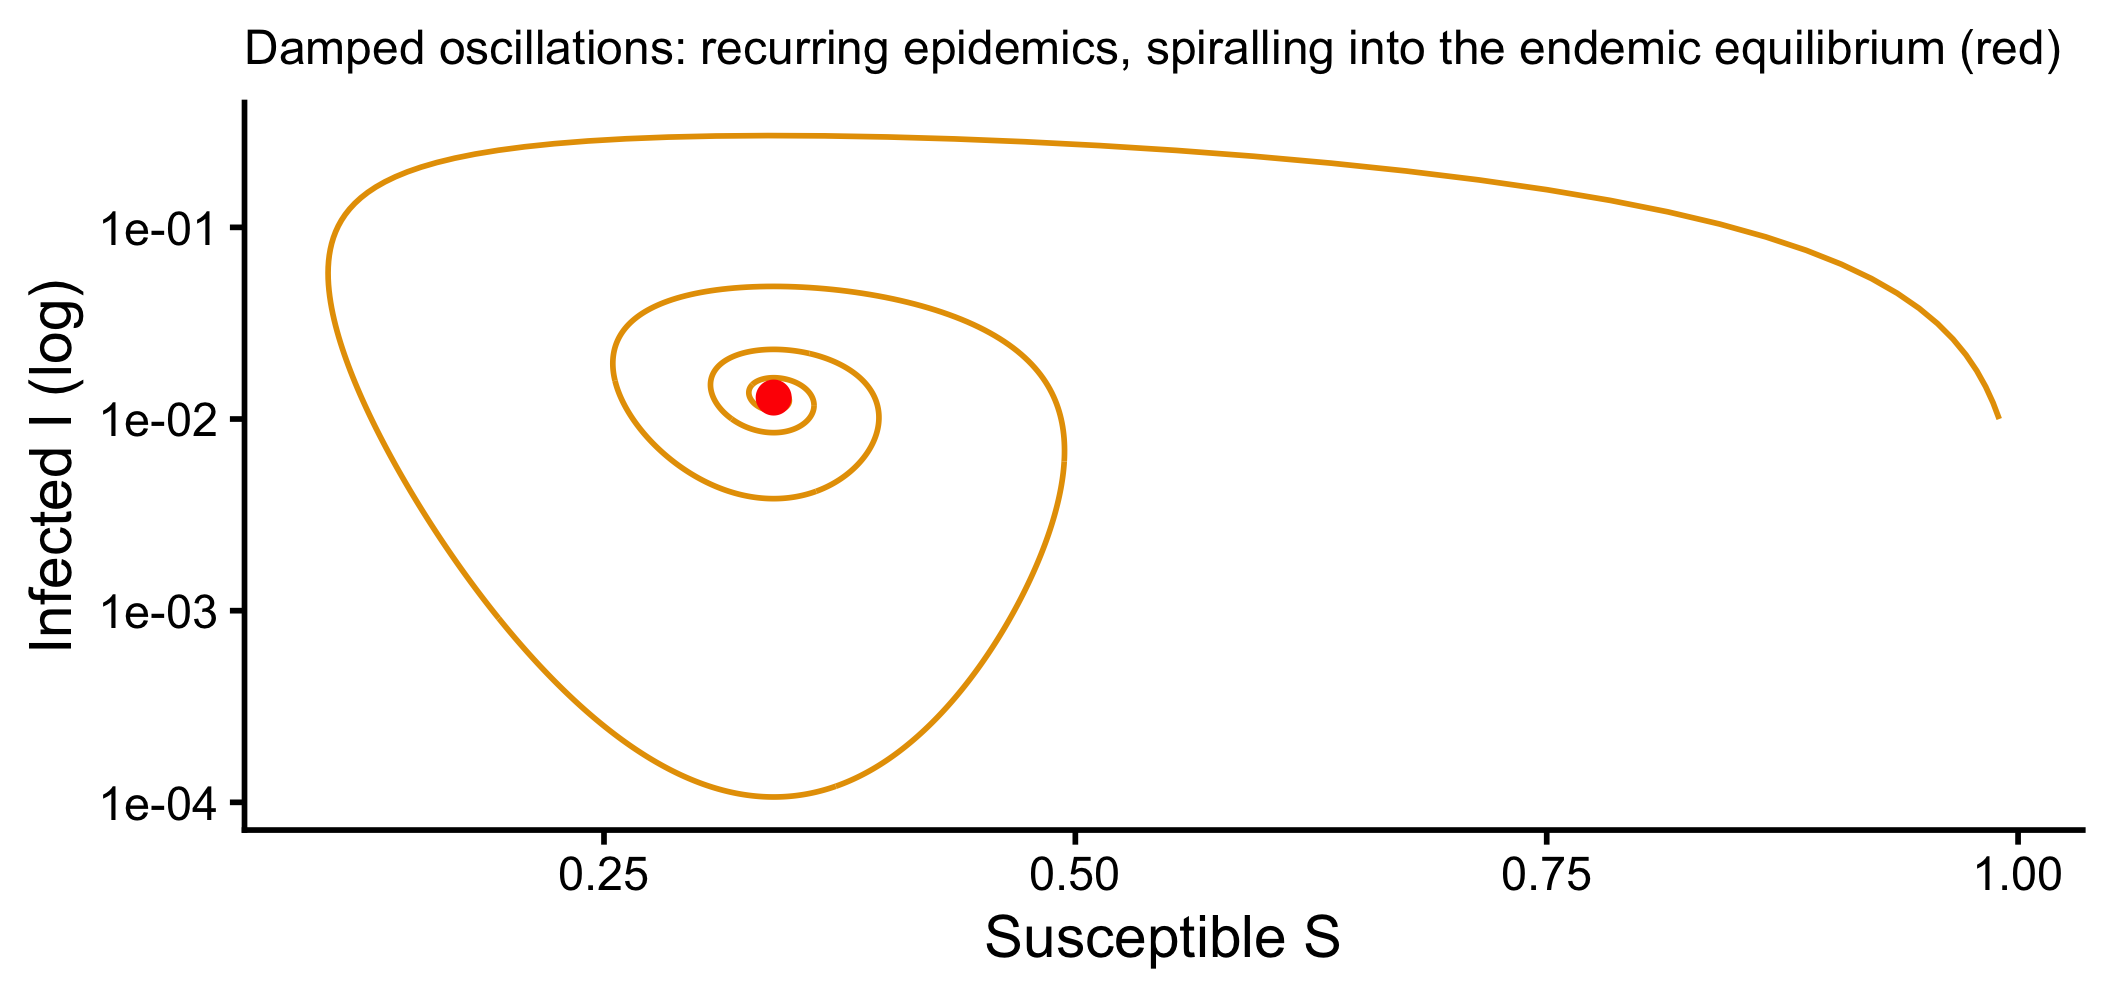 Damped oscillations: recurring epidemics, spiralling into the endemic equilibrium (red)
Infected I (log)
1e-01
1e-02
1e-03
1e-04
0.25
0.50
0.75
1.00
Susceptible S